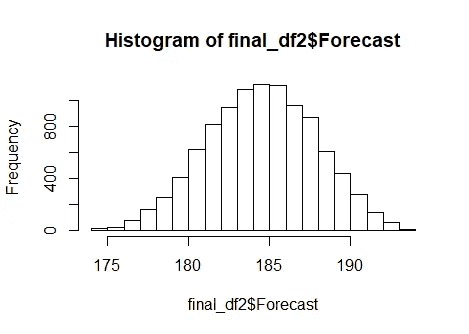 Histogram of final_df2$Forecast
Frequency
800
400
0
175 180 185 190
final_df2$Forecast